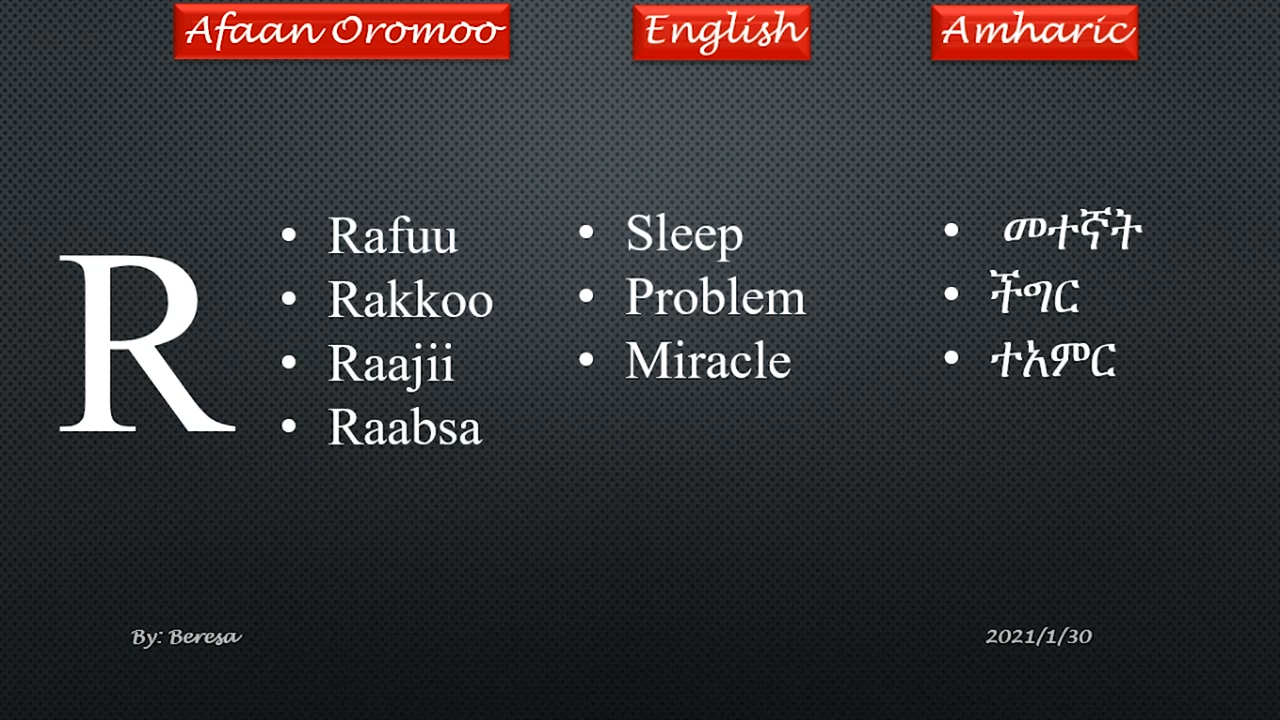 Afaan Oromoo English Amharic
R
• Rafuu • Sleep • መተኛት
• Rakkoo • Problem • ችግር
• Raajii • Miracle • ተአምር
• Raabsa
By: Beresa 2021/1/30